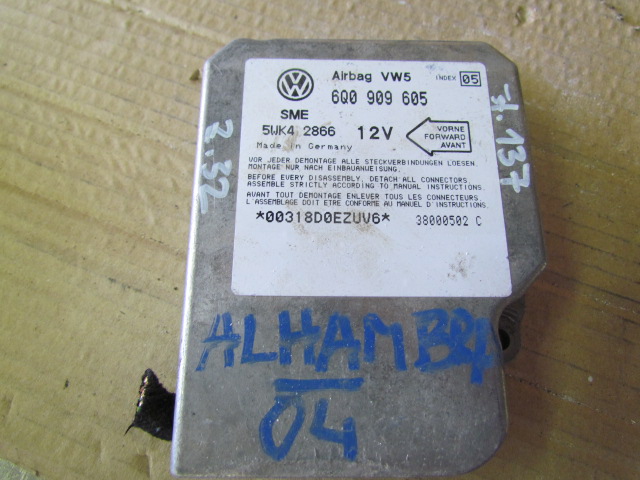 VW
Airbag VW5 INDEX 05
6Q0 909 605
SME
5WK4 2866 12V
Made in Germany
VORNE
FORWARD
AVANT
VOR JEDER DEMONTAGE ALLE STECKVERBINDUNGEN LOESEN.
MONTAGE NUR NACH EINBAUANWEISUNG.
BEFORE EVERY DISASSEMBLY, DETACH ALL CONNECTORS.
ASSEMBLE STRICTLY ACCORDING TO MANUAL INSTRUCTIONS.
AVANT TOUT DEMONTAGE ENLEVER TOUS LES CONNECTEURS
L'ASSEMBLAGE DOIT ETRE CONFORME AU MANUEL D'INSTRUCTIONS.
*00318D0EZUV6* 38000502 C
2.32
1.137
ALHAMBRA
04